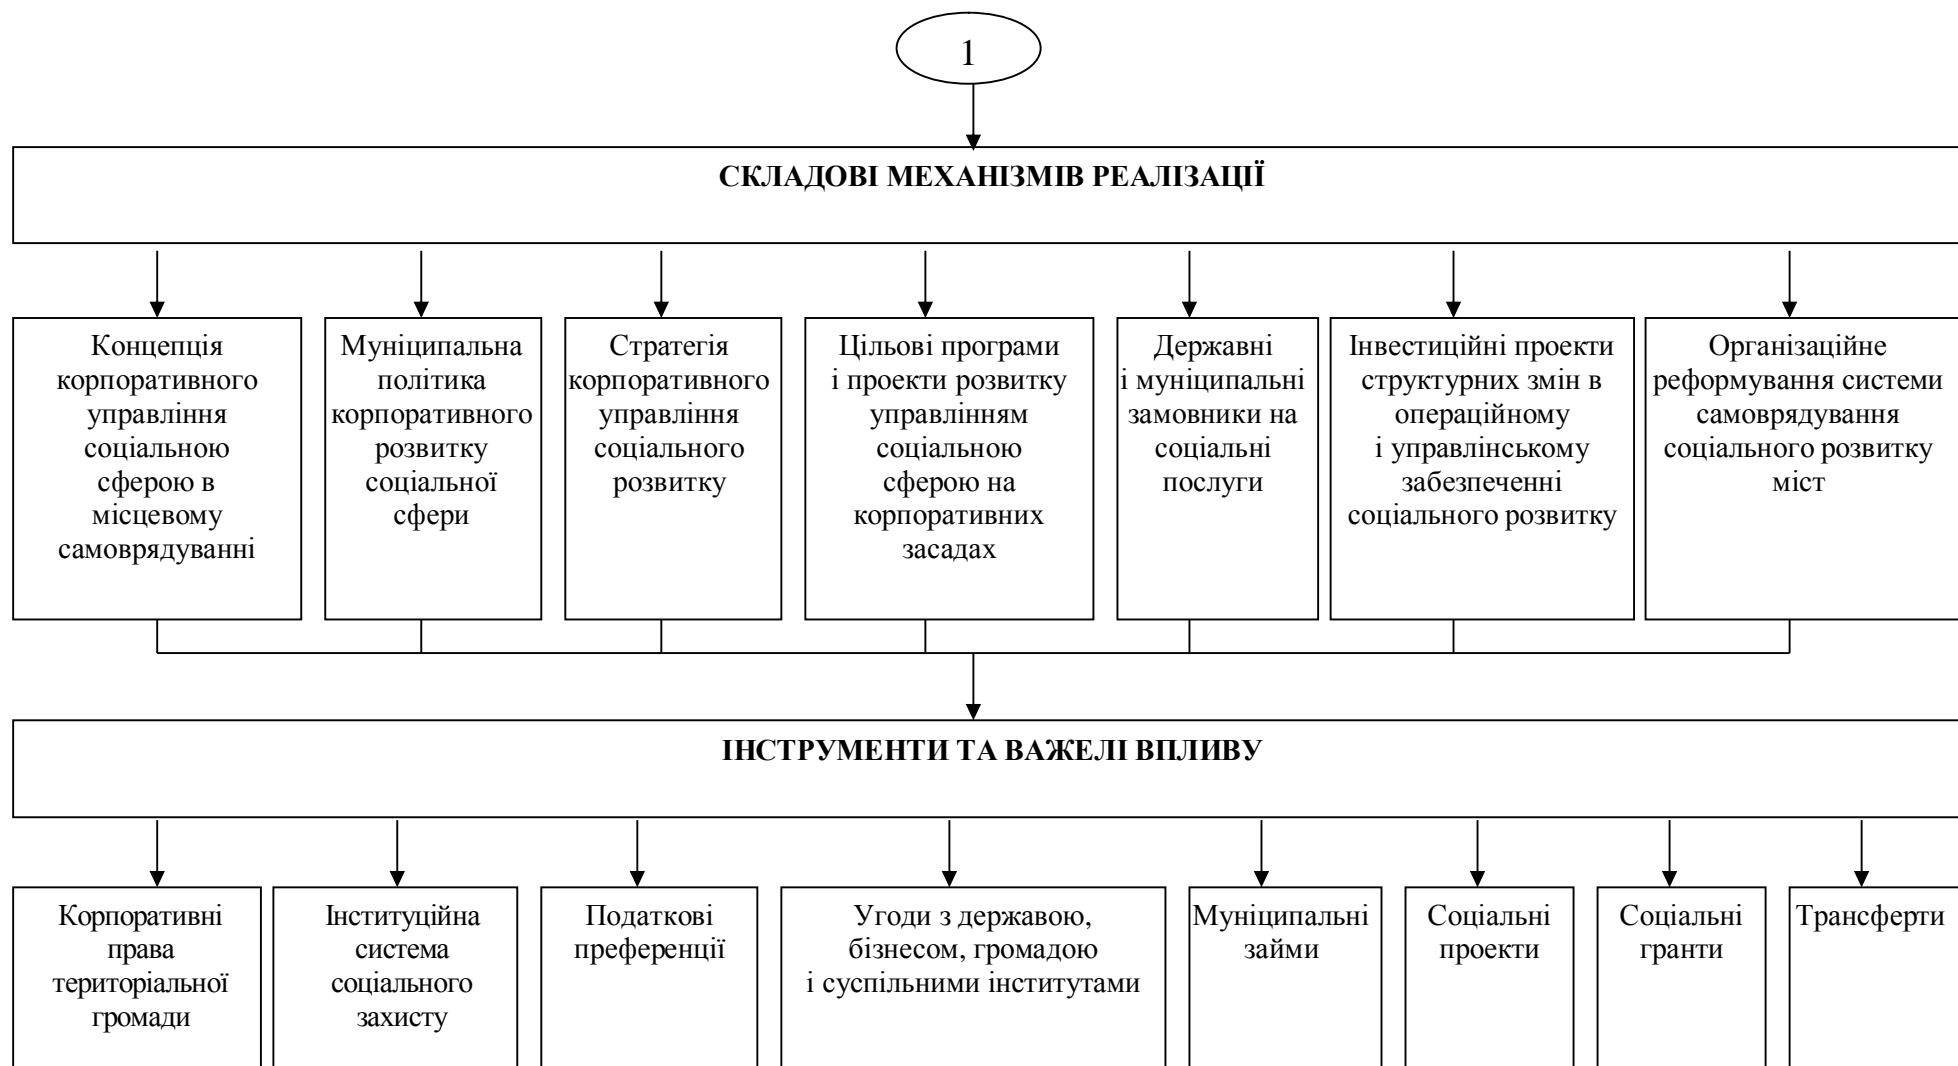 1
СКЛАДОВІ МЕХАНІЗМІВ РЕАЛІЗАЦІЇ
Концепція
корпоративного
управління
соціальною
сферою в
місцевому
самоврядуванні
Муніципальна
політика
корпоративного
розвитку
соціальної
сфери
Стратегія
корпоративного
управління
соціального
розвитку
Цільові програми
і проекти розвитку
управлінням
соціальною
сферою на
корпоративних
засадах
Державні
і муніципальні
замовники на
соціальні
послуги
Інвестиційні проекти
структурних змін в
операційному
і управлінському
забезпеченні
соціального розвитку
Організаційне
реформування системи
самоврядування
соціального розвитку
міст
ІНСТРУМЕНТИ ТА ВАЖЕЛІ ВПЛИВУ
Корпоративні
права
територіальної
громади
Інституційна
система
соціального
захисту
Податкові
преференції
Угоди з державою,
бізнесом, громадою
і суспільними інститутами
Муніципальні
займи
Соціальні
проекти
Соціальні
гранти
Трансферти